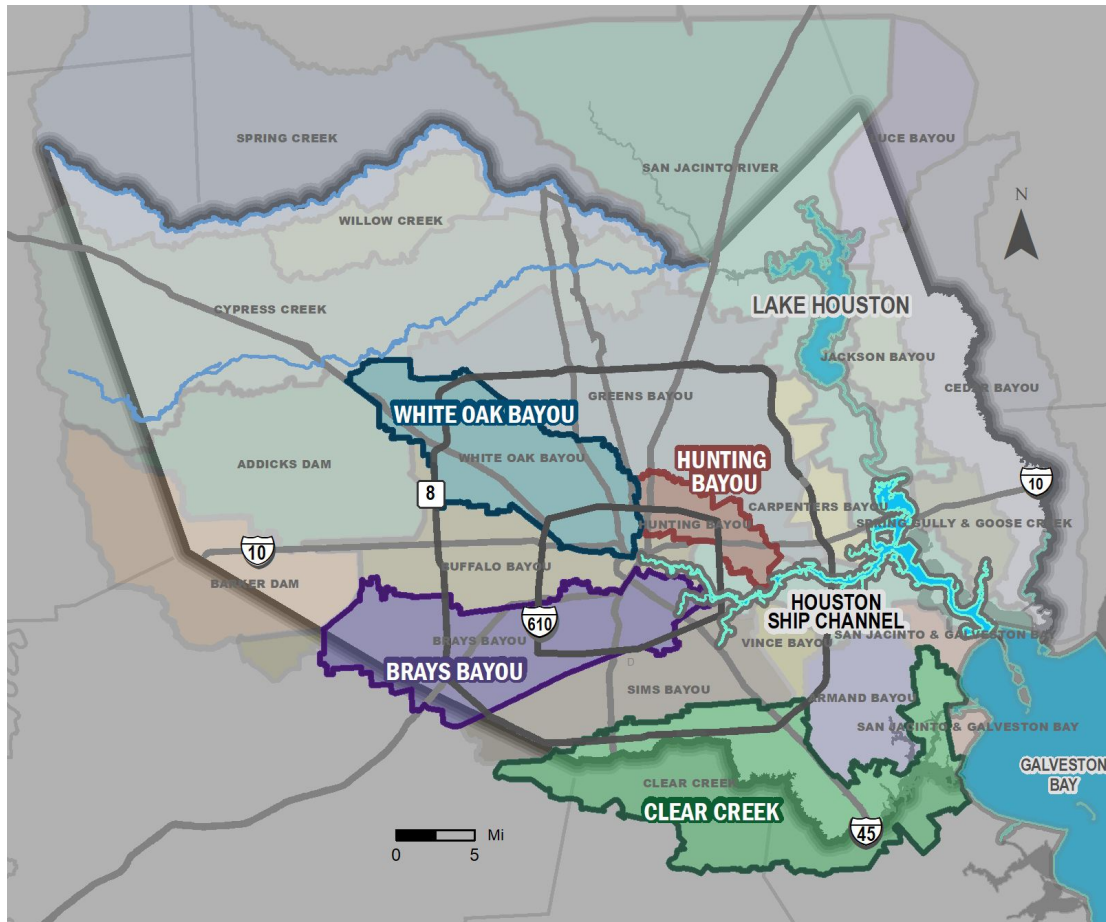 SPRING CREEK
UCE BAYOU
SAN JACINTO RIVER
N
WILLOW CREEK
CYPRESS CREEK
LAKE HOUSTON
JACKSON BAYOU
CEDAR BAYOU
GREENS BAYOU
WHITE OAK BAYOU
WHITE OAK BAYOU
ADDICKS DAM
HUNTING
BAYOU
8
10
CARPENTERS BAYOU
HUNTING BAYOU
SPRING GULLY & GOOSE CREEK
10
BUFFALO BAYOU
BARKER DAM
610
HOUSTON
SHIP CHANNEL
BRAYS BAYOU
BRAYS BAYOU
VINCE BAYOU
SAN JACINTO & GALVESTON BAY
SIMS BAYOU
ARMAND BAYOU
SAN JACINTO & GALVESTON BAY
GALVESTON
BAY
CLEAR CREEK
CLEAR CREEK
45
Mi
0 5